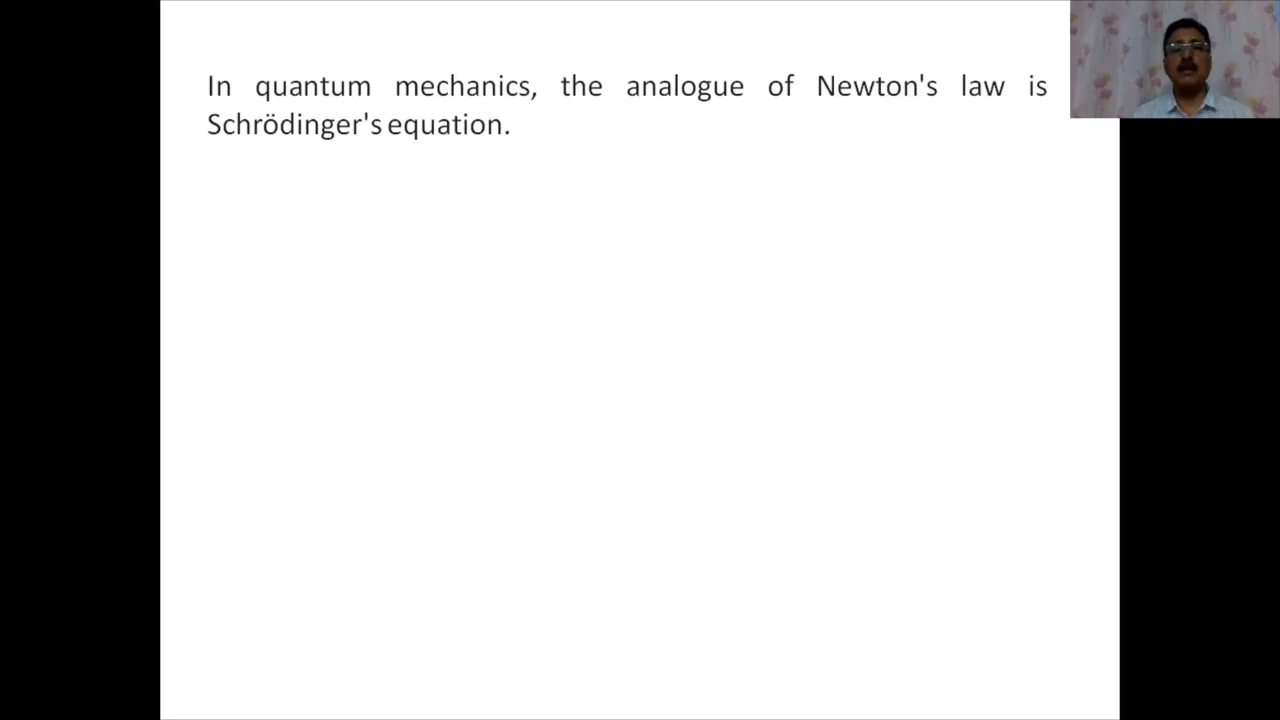 In quantum mechanics, the analogue of Newton's law is
Schrödinger's equation.